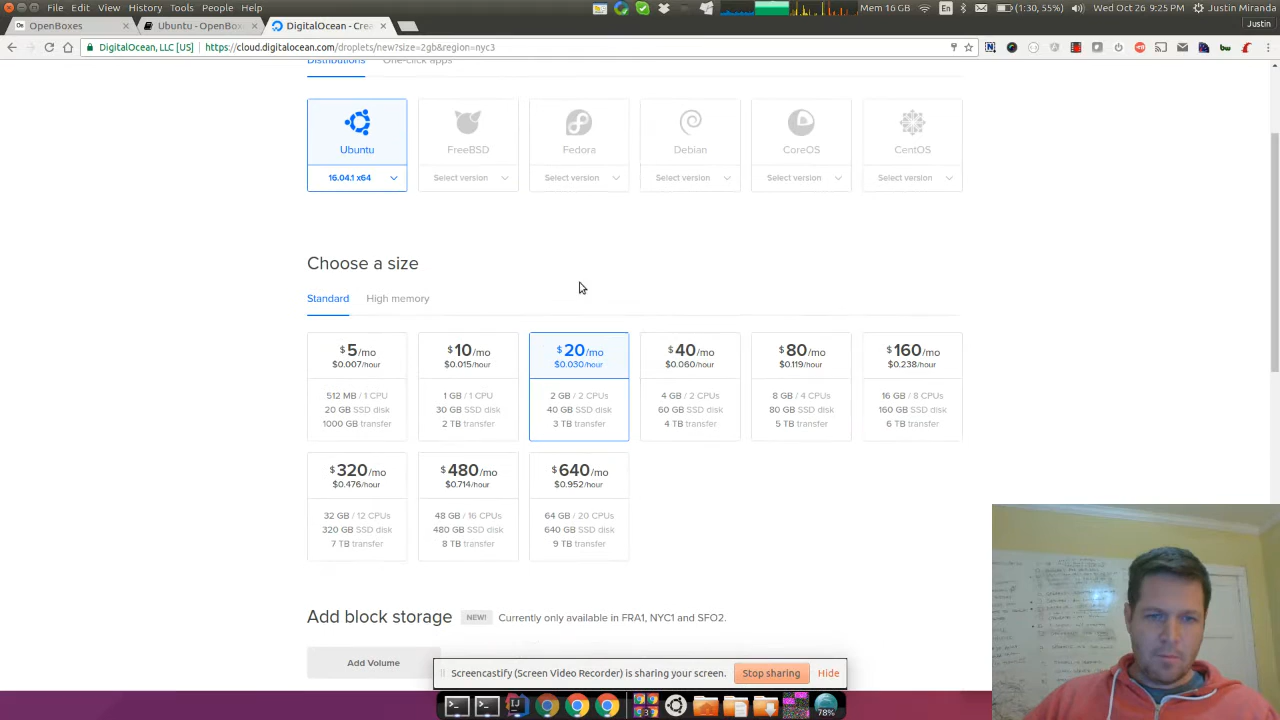 Edit View History Bookmarks People Help
Mem 16 GB En (1:30, 55%) Wed Oct 26 9:25 PM Justin Miranda
OpenBoxes × Ubuntu - OpenBox × DigitalOcean - Crea × Justin
DigitalOcean, LLC [US] https://cloud.digitalocean.com/droplets/new?size=2gb&region=nyc3
Distributions One-click apps
Ubuntu FreeBSD Fedora Debian CoreOS CentOS
16.04.1 x64 Select version Select version Select version Select version Select version
Choose a size
Standard High memory
$5/mo $10/mo $20/mo $40/mo $80/mo $160/mo
$0.007/hour $0.015/hour $0.030/hour $0.060/hour $0.119/hour $0.238/hour
512 MB / 1 CPU 1 GB / 1 CPU 2 GB / 2 CPUs 4 GB / 2 CPUs 8 GB / 4 CPUs 16 GB / 8 CPUs
20 GB SSD disk 30 GB SSD disk 40 GB SSD disk 60 GB SSD disk 80 GB SSD disk 160 GB SSD disk
1000 GB transfer 2 TB transfer 3 TB transfer 4 TB transfer 5 TB transfer 6 TB transfer
$320/mo $480/mo $640/mo
$0.476/hour $0.714/hour $0.952/hour
32 GB / 12 CPUs 48 GB / 16 CPUs 64 GB / 20 CPUs
320 GB SSD disk 480 GB SSD disk 640 GB SSD disk
7 TB transfer 8 TB transfer 9 TB transfer
Add block storage NEW! Currently only available in FRA1, NYC1 and SFO2.
Add Volume
Screencastify (Screen Video Recorder) is sharing your screen. Stop sharing Hide
78%